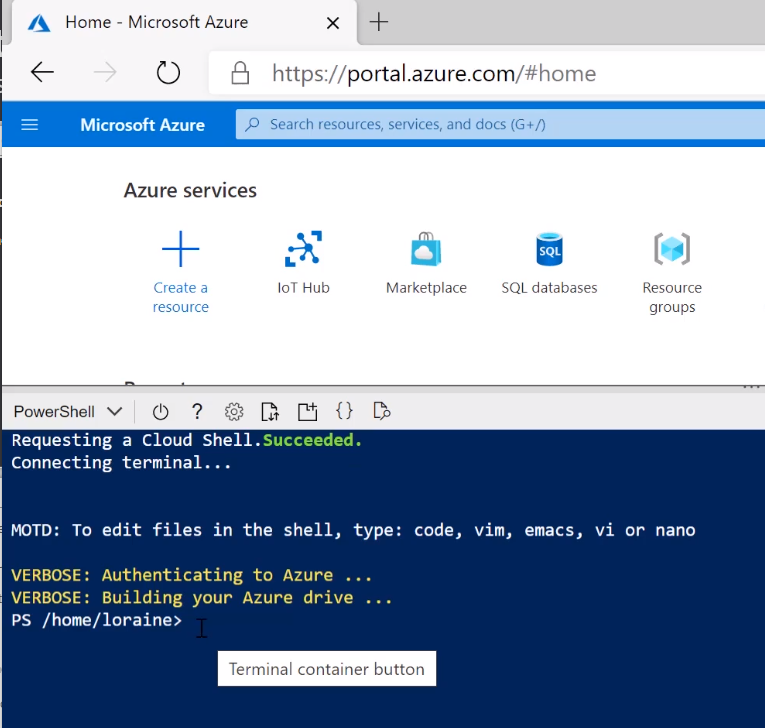 Home - Microsoft Azure
https://portal.azure.com/#home
Microsoft Azure
Search resources, services, and docs (G+/)
Azure services
Create a
resource
IoT Hub
Marketplace
SQL
SQL databases
Resource
groups
PowerShell
?
{}
Requesting a Cloud Shell.Succeeded.
Connecting terminal...
MOTD: To edit files in the shell, type: code, vim, emacs, vi or nano
VERBOSE: Authenticating to Azure ...
VERBOSE: Building your Azure drive ...
PS /home/loraine>
Terminal container button